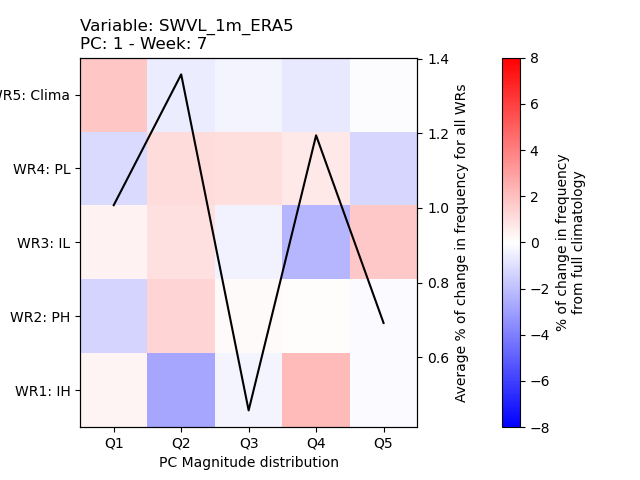 Variable: SWVL_1m_ERA5
PC: 1 - Week: 7
WR5: Clima
WR4: PL
WR3: IL
WR2: PH
WR1: IH
Q1 Q2 Q3 Q4 Q5
PC Magnitude distribution
1.4
1.2
1.0
0.8
0.6
Average % of change in frequency for all WRs
8
6
4
2
0
−2
−4
−6
−8
% of change in frequency
from full climatology